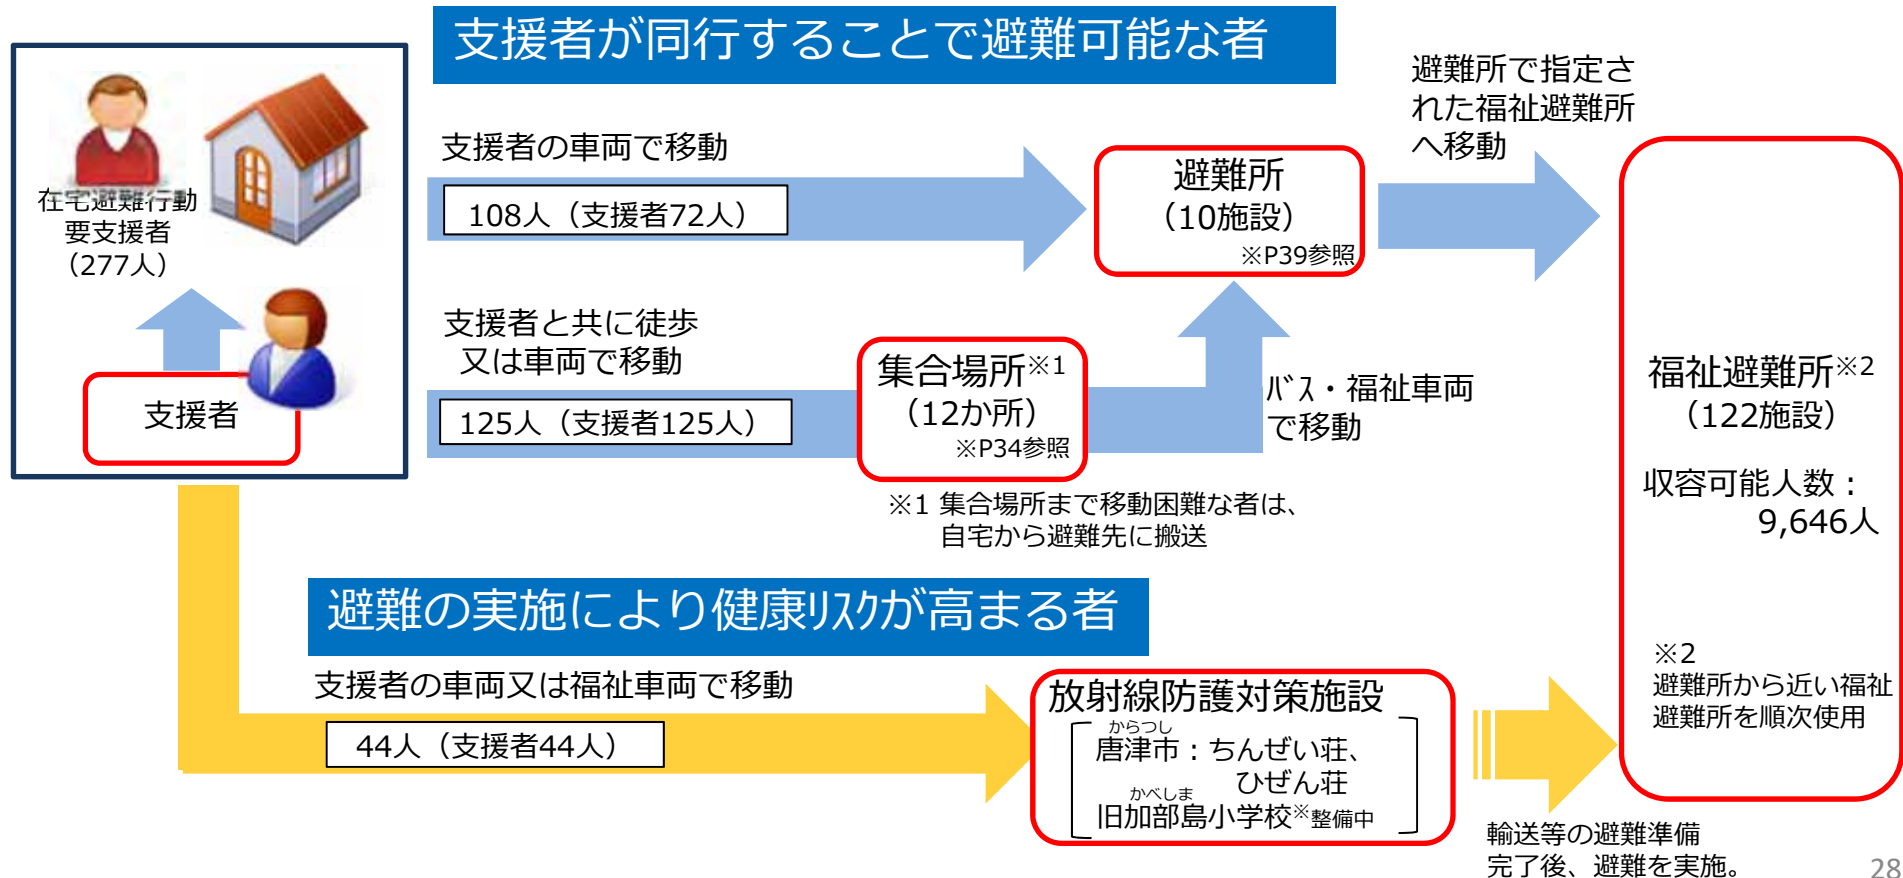 支援者が同行することで避難可能な者
在宅避難行動
要支援者
（277人）
支援者
支援者の車両で移動
108人（支援者72人）
避難所
（10施設）
※P39参照
避難所で指定さ
れた福祉避難所
へ移動
支援者と共に徒歩
又は車両で移動
125人（支援者125人）
集合場所※1
（12か所）
※P34参照
ﾊﾞｽ・福祉車両
で移動
※1 集合場所まで移動困難な者は、
自宅から避難先に搬送
福祉避難所※2
（122施設）
収容可能人数：
9,646人
※2
避難所から近い福祉
避難所を順次使用
避難の実施により健康ﾘｽｸが高まる者
支援者の車両又は福祉車両で移動
44人（支援者44人）
放射線防護対策施設
からつし
唐津市：ちんぜい荘、
ひぜん荘
かべしま
旧加部島小学校※整備中
輸送等の避難準備
完了後、避難を実施。
28